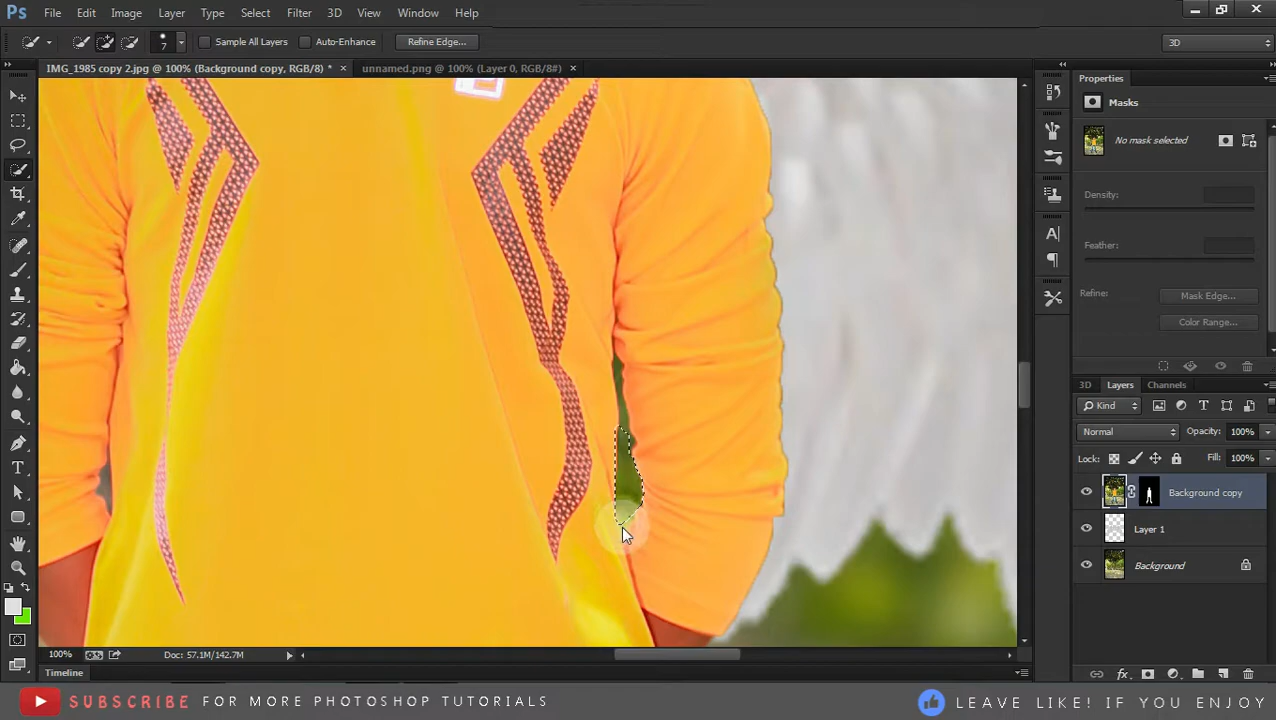 Ps File Edit Image Layer Type Select Filter 3D View Window Help
7 Sample All Layers Auto-Enhance Refine Edge... 3D
IMG_1985 copy 2.jpg @ 100% (Background copy, RGB/8) * × unnamed.png @ 100% (Layer 0, RGB/8#) ×
Properties
Masks
No mask selected
Density:
Feather:
Refine: Mask Edge...
Color Range...
3D Layers Channels
Kind
Normal Opacity: 100%
Lock: Fill: 100%
Background copy
Layer 1
Background
100% Doc: 57.1M/142.7M
Timeline
SUBSCRIBE FOR MORE PHOTOSHOP TUTORIALS LEAVE LIKE! IF YOU ENJOY